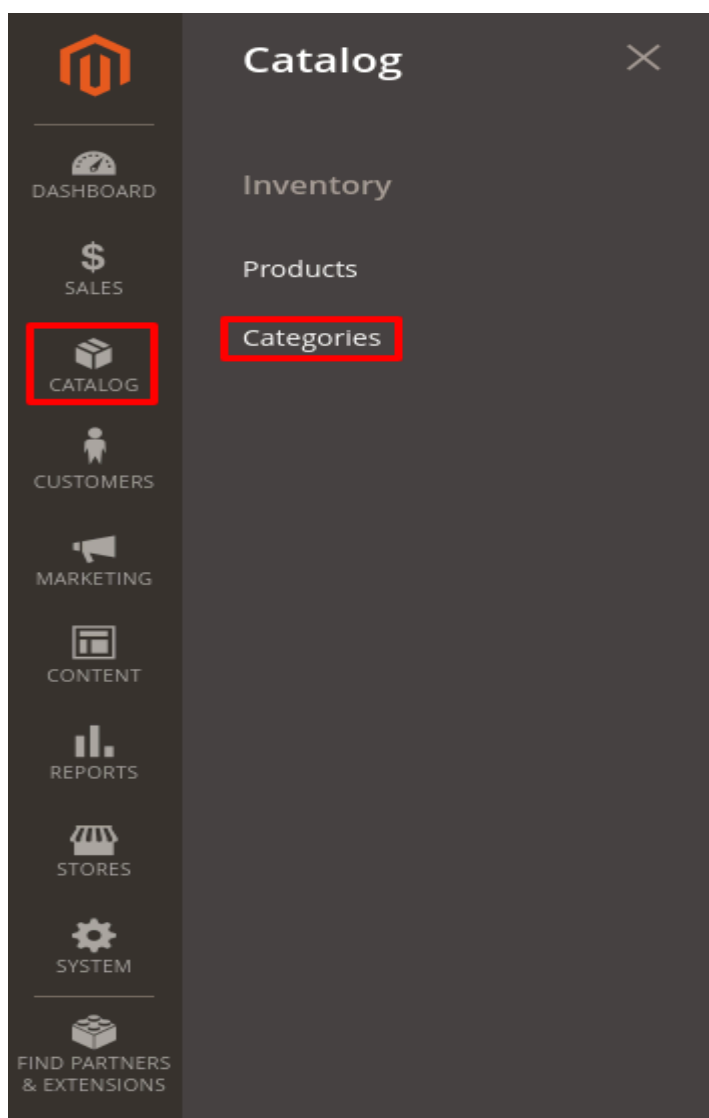 Catalog
DASHBOARD
SALES
CATALOG
CUSTOMERS
MARKETING
CONTENT
REPORTS
STORES
SYSTEM
FIND PARTNERS
& EXTENSIONS
Inventory
Products
Categories